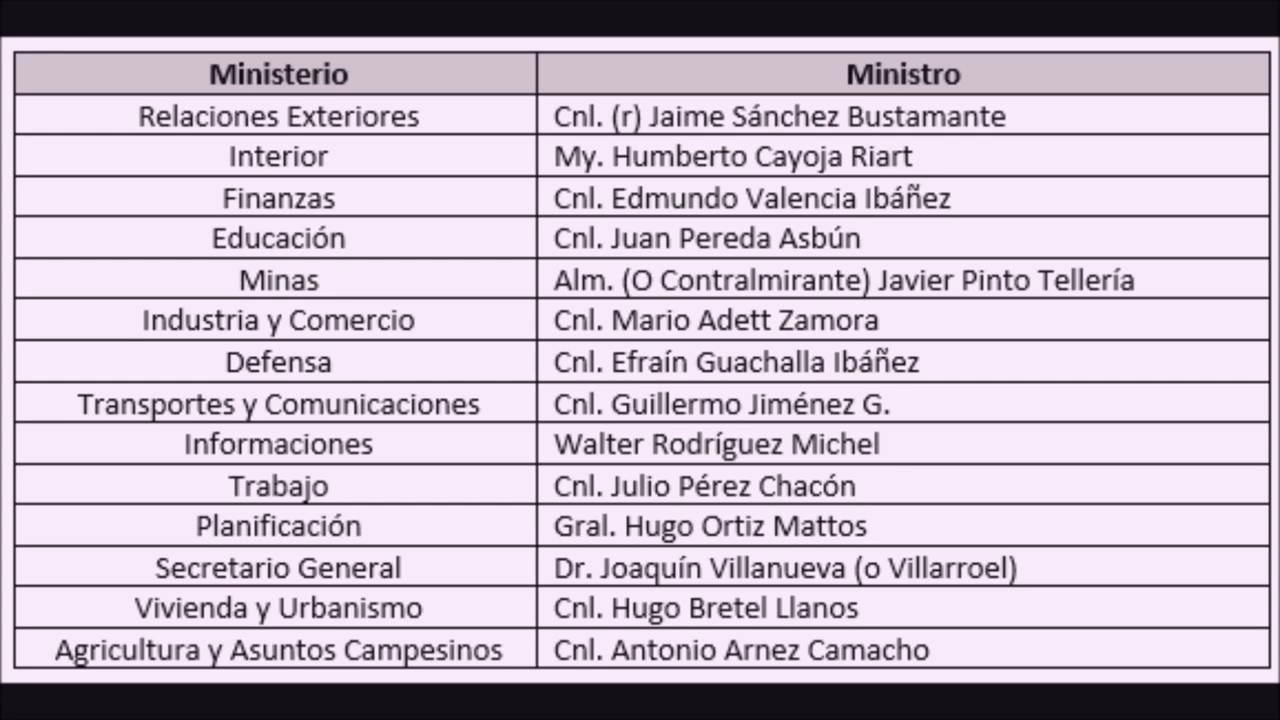 Ministerio Ministro
Relaciones Exteriores Cnl. (r) Jaime Sánchez Bustamante
Interior My. Humberto Cayoja Riart
Finanzas Cnl. Edmundo Valencia Ibáñez
Educación Cnl. Juan Pereda Asbún
Minas Alm. (O Contralmirante) Javier Pinto Tellería
Industria y Comercio Cnl. Mario Adett Zamora
Defensa Cnl. Efraín Guachalla Ibáñez
Transportes y Comunicaciones Cnl. Guillermo Jiménez G.
Informaciones Walter Rodríguez Michel
Trabajo Cnl. Julio Pérez Chacón
Planificación Gral. Hugo Ortiz Mattos
Secretario General Dr. Joaquín Villanueva (o Villarroel)
Vivienda y Urbanismo Cnl. Hugo Bretel Llanos
Agricultura y Asuntos Campesinos Cnl. Antonio Arnez Camacho